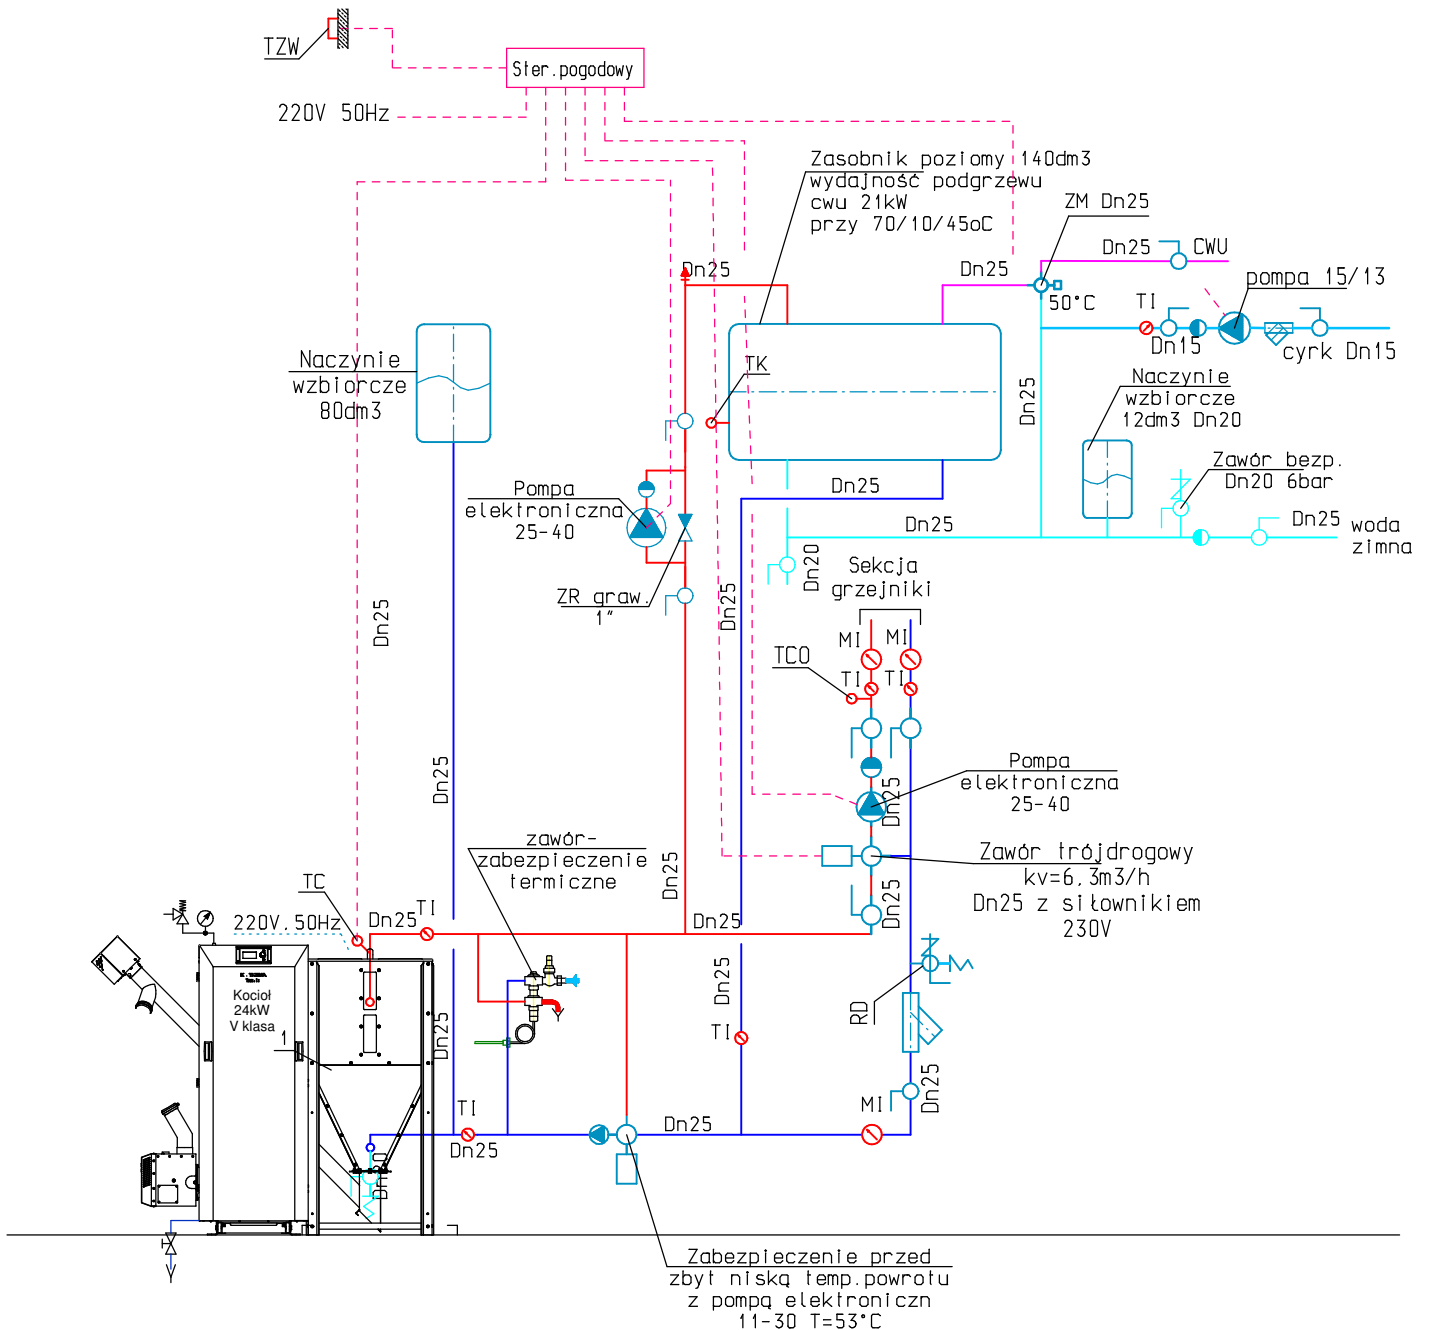 TZW
Ster.pogodowy
220V 50Hz
Zasobnik poziomy 140dm3
wydajność podgrzewu
cwu 21kW
przy 70/10/45oC
ZM Dn25
Dn25
CWU
Dn25
Dn25
50°C
TI
pompa 15/13
Dn15
cyrk Dn15
Naczynie
wzbiorcze
80dm3
TK
Dn25
Naczynie
wzbiorcze
12dm3 Dn20
Zawór bezp.
Dn20 6bar
Dn25
woda
zimna
Pompa
elektroniczna
25-40
Dn25
Dn25
Dn20
ZR graw.
1"
Dn25
Dn25
Sekcja
grzejniki
MI
MI
TCO
TI
TI
Dn25
Pompa
elektroniczna
25-40
Dn25
zawór-
zabezpieczenie
termiczne
Dn25
Zawór trójdrogowy
kv=6,3m3/h
Dn25 z siłownikiem
230V
Dn25
TC
220V,50Hz
Dn25
TI
Dn25
Kocioł
24kW
V klasa
1
Dn25
Dn25
TI
RD
TI
Dn25
Dn25
MI
Dn25
Zabezpieczenie przed
zbyt niską temp.powrotu
z pompą elektroniczn
11-30 T=53°C